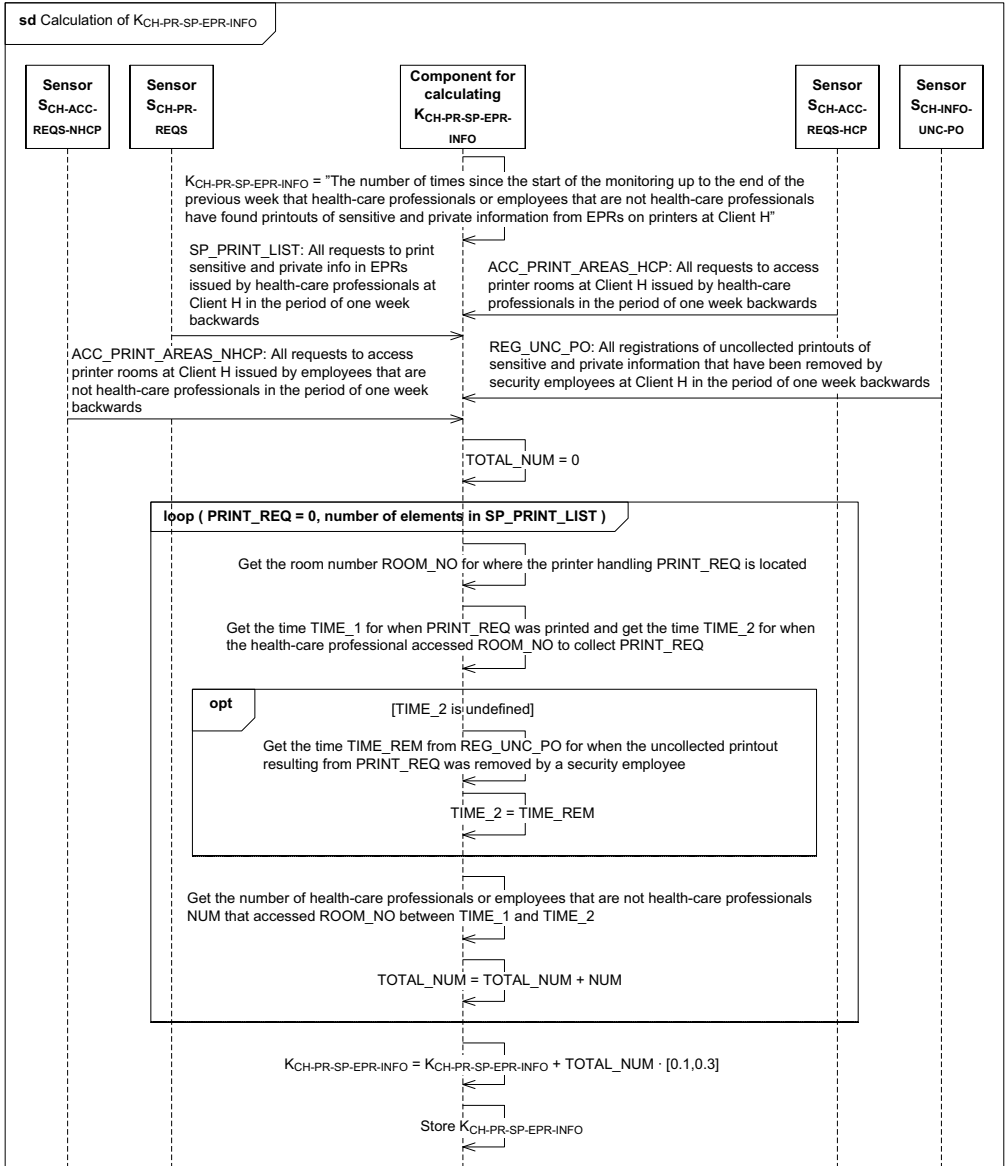 sd Calculation of KCH-PR-SP-EPR-INFO
Sensor
SCH-ACC-
REQS-NHCP
Sensor
SCH-PR-
REQS
Component for
calculating
KCH-PR-SP-EPR-
INFO
Sensor
SCH-ACC-
REQS-HCP
Sensor
SCH-INFO-
UNC-PO
KCH-PR-SP-EPR-INFO = ”The number of times since the start of the monitoring up to the end of the
previous week that health-care professionals or employees that are not health-care professionals
have found printouts of sensitive and private information from EPRs on printers at Client H”
SP_PRINT_LIST: All requests to print
sensitive and private info in EPRs
issued by health-care professionals at
Client H in the period of one week
backwards
ACC_PRINT_AREAS_HCP: All requests to access
printer rooms at Client H issued by health-care
professionals in the period of one week backwards
ACC_PRINT_AREAS_NHCP: All requests to access
printer rooms at Client H issued by employees that are
not health-care professionals in the period of one week
backwards
REG_UNC_PO: All registrations of uncollected printouts of
sensitive and private information that have been removed by
security employees at Client H in the period of one week backwards
TOTAL_NUM = 0
loop ( PRINT_REQ = 0, number of elements in SP_PRINT_LIST )
Get the room number ROOM_NO for where the printer handling PRINT_REQ is located
Get the time TIME_1 for when PRINT_REQ was printed and get the time TIME_2 for when
the health-care professional accessed ROOM_NO to collect PRINT_REQ
opt
[TIME_2 is undefined]
Get the time TIME_REM from REG_UNC_PO for when the uncollected printout
resulting from PRINT_REQ was removed by a security employee
TIME_2 = TIME_REM
Get the number of health-care professionals or employees that are not health-care professionals
NUM that accessed ROOM_NO between TIME_1 and TIME_2
TOTAL_NUM = TOTAL_NUM + NUM
KCH-PR-SP-EPR-INFO = KCH-PR-SP-EPR-INFO + TOTAL_NUM · [0.1,0.3]
Store KCH-PR-SP-EPR-INFO